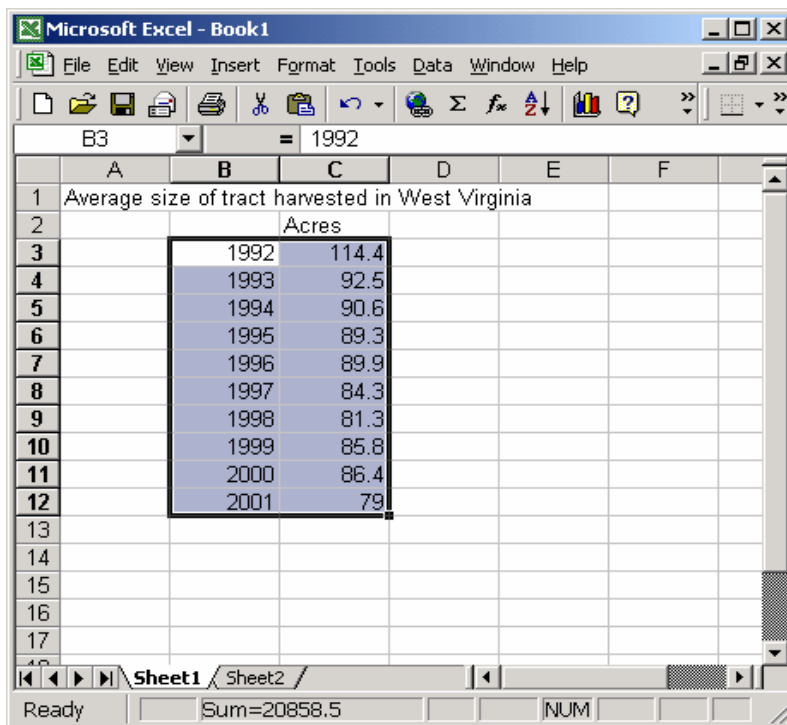 Microsoft Excel - Book1
File Edit View Insert Format Tools Data Window Help
B3 = 1992
A B C D E F
1 Average size of tract harvested in West Virginia
2 Acres
3 1992 114.4
4 1993 92.5
5 1994 90.6
6 1995 89.3
7 1996 89.9
8 1997 84.3
9 1998 81.3
10 1999 85.8
11 2000 86.4
12 2001 79
13
14
15
16
17
Sheet1 Sheet2
Ready Sum=20858.5 NUM